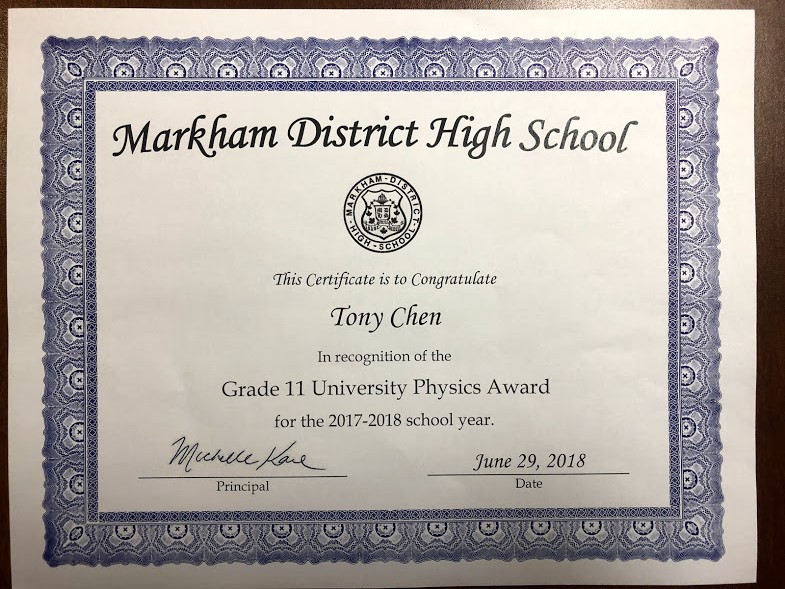 Markham District High School
MARKHAM - DISTRICT - HIGH - SCHOOL
This Certificate is to Congratulate
Tony Chen
In recognition of the
Grade 11 University Physics Award
for the 2017-2018 school year.
Michelle Kane
June 29, 2018
Principal
Date